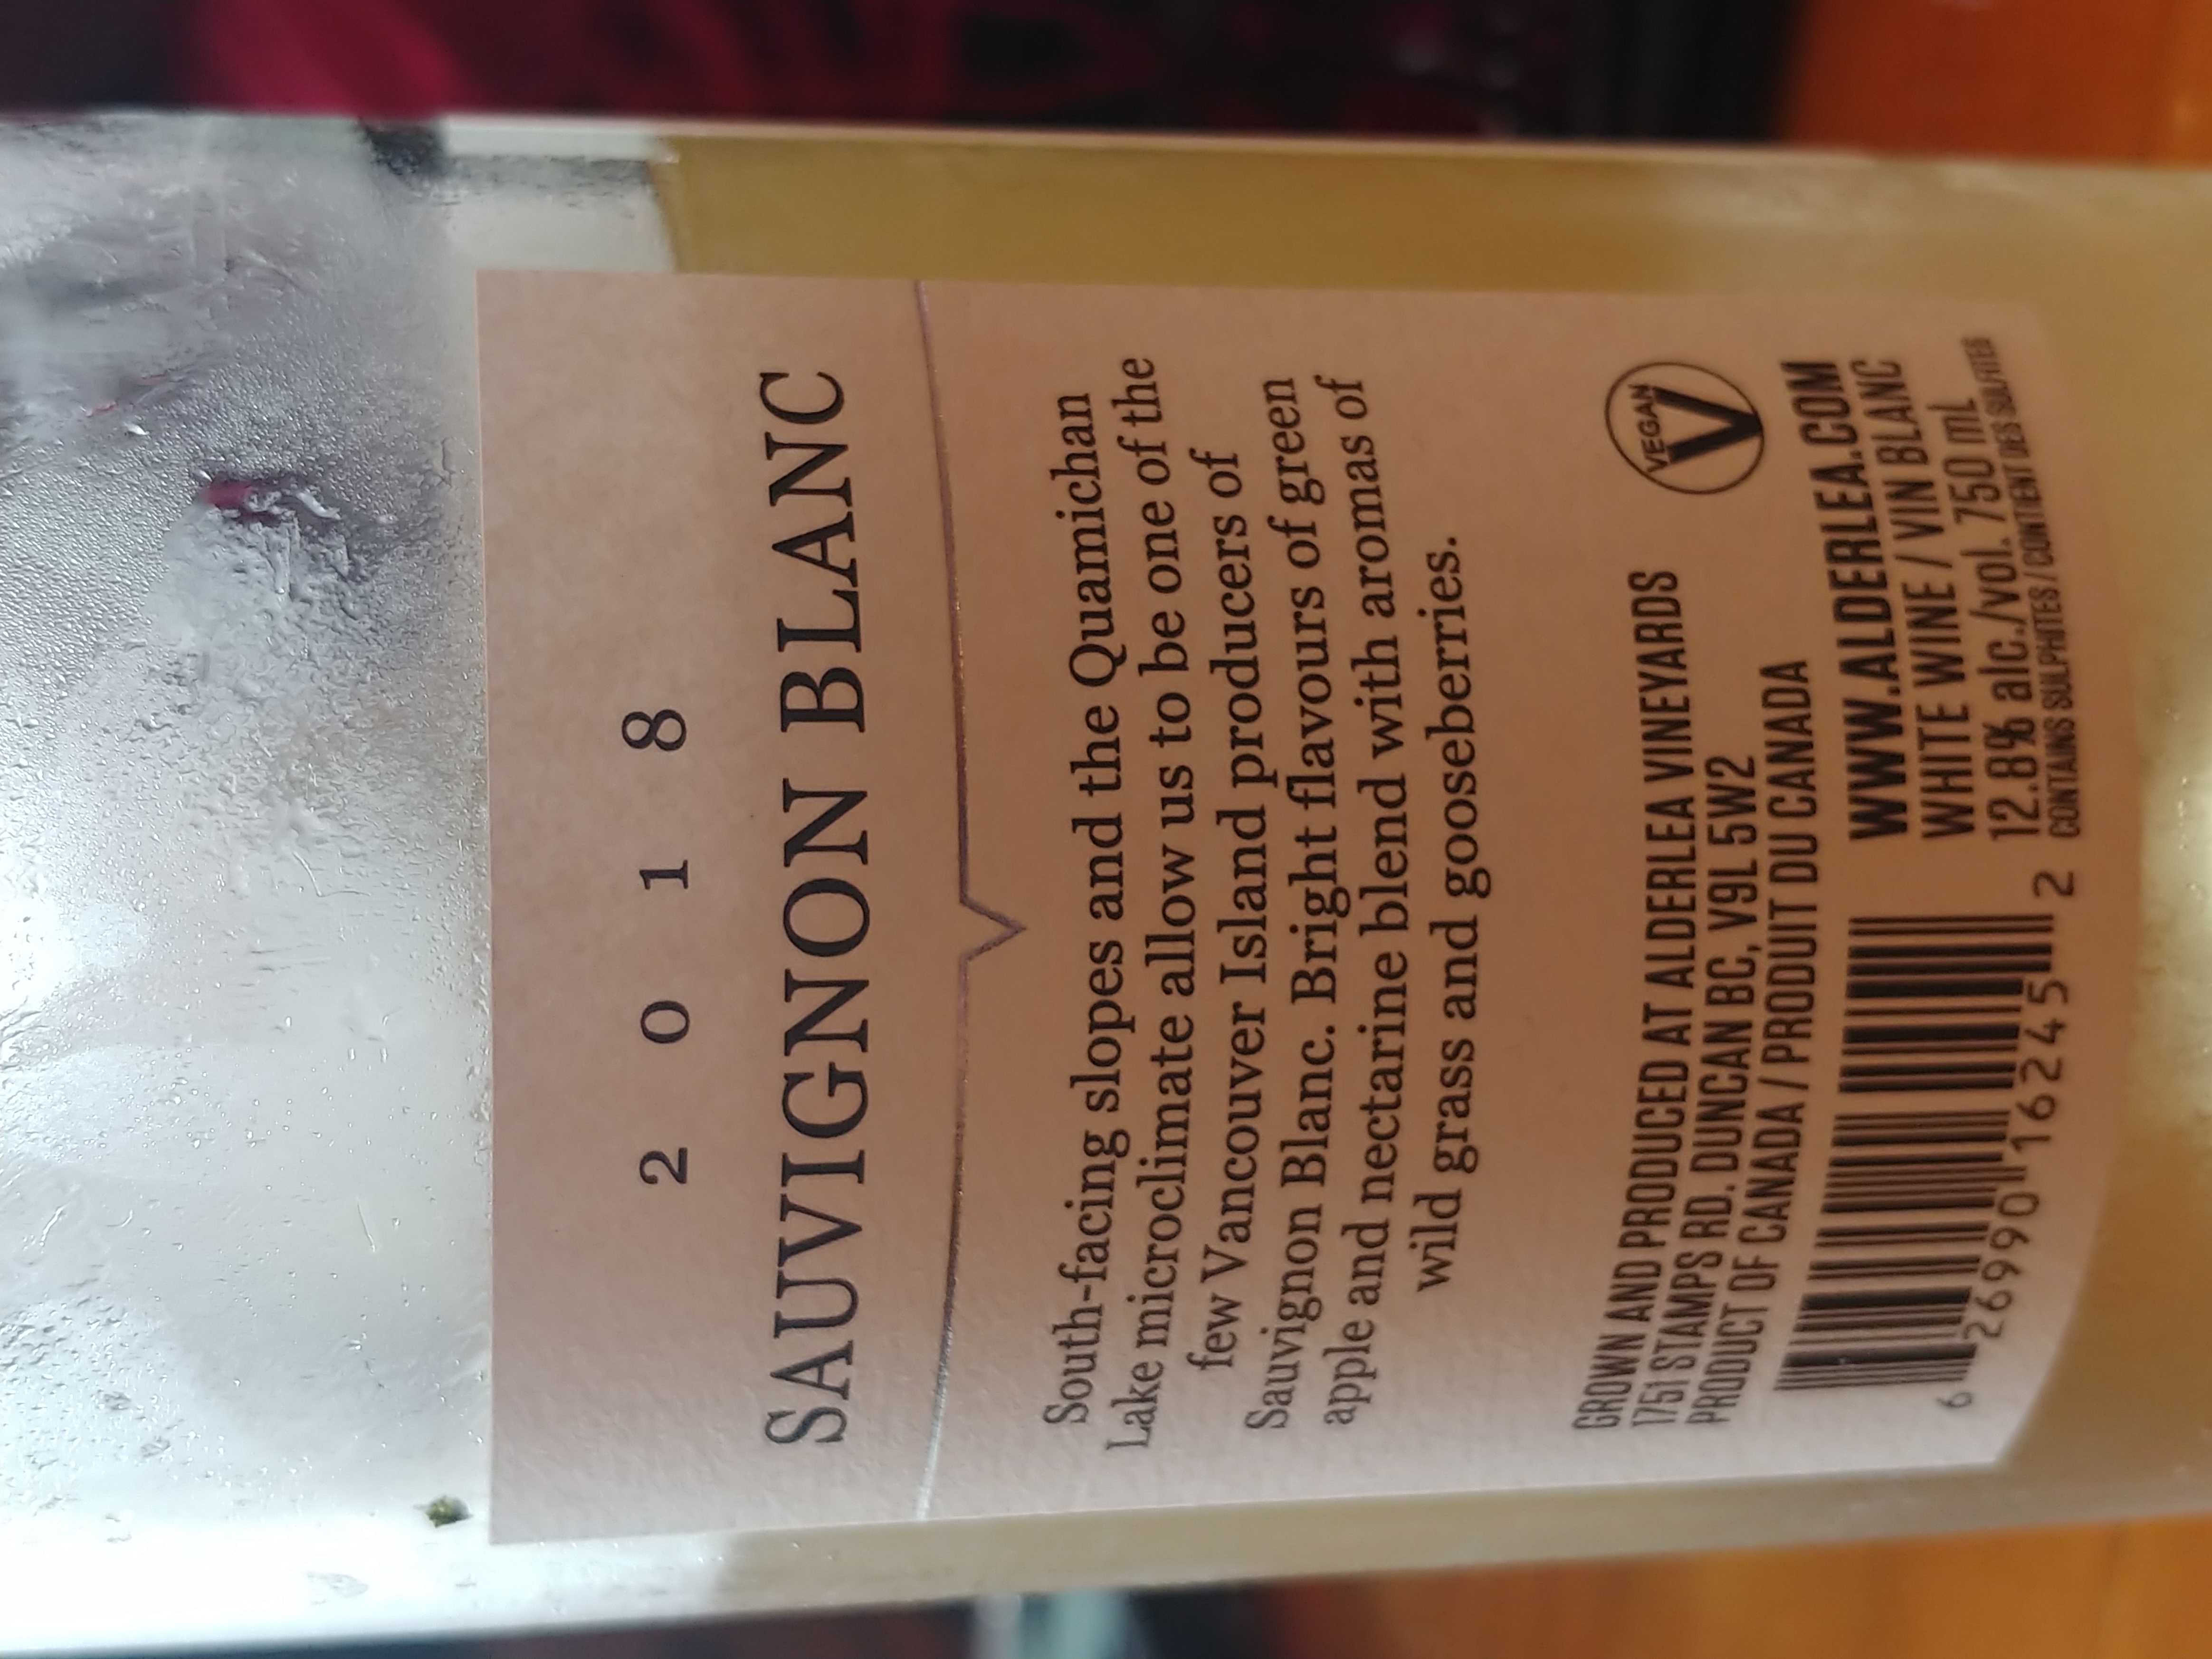 2 0 1 8
SAUVIGNON BLANC
South-facing slopes and the Quamichan
Lake microclimate allow us to be one of the
few Vancouver Island producers of
Sauvignon Blanc. Bright flavours of green
apple and nectarine blend with aromas of
wild grass and gooseberries.
GROWN AND PRODUCED AT ALDERLEA VINEYARDS
1751 STAMPS RD. DUNCAN BC, V9L 5W2
PRODUCT OF CANADA / PRODUIT DU CANADA
VEGAN
V
WWW.ALDERLEA.COM
WHITE WINE / VIN BLANC
12.8% alc./vol. 750 mL
CONTAINS SULPHITES / CONTIENT DES SULFITES
6 26990 16245 2